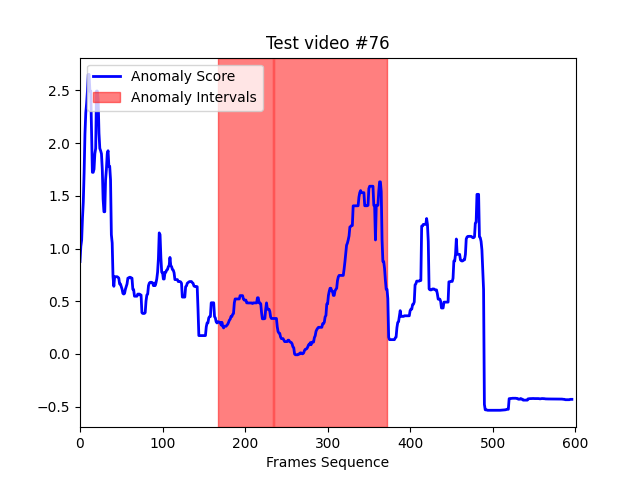 Test video #76
Anomaly Score
Anomaly Intervals
2.5
2.0
1.5
1.0
0.5
0.0
−0.5
0 100 200 300 400 500 600
Frames Sequence